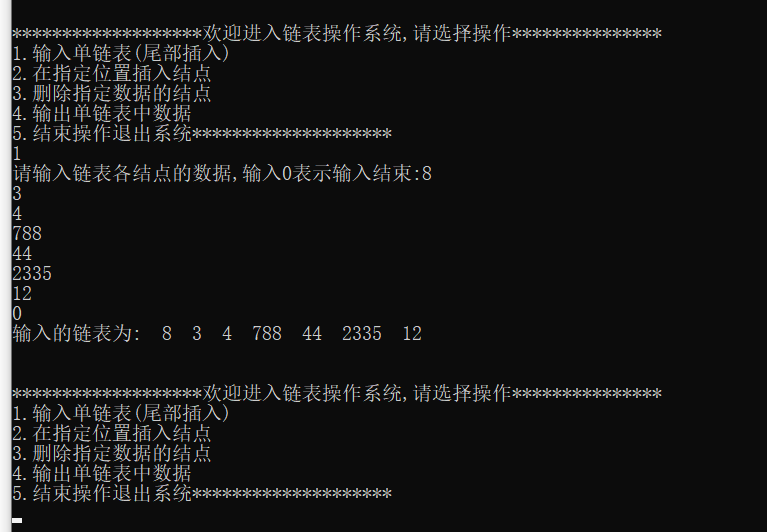 *******************欢迎进入链表操作系统,请选择操作***************
1.输入单链表(尾部插入)
2.在指定位置插入结点
3.删除指定数据的结点
4.输出单链表中数据
5.结束操作退出系统********************
1
请输入链表各结点的数据,输入0表示输入结束:8
3
4
788
44
2335
12
0
输入的链表为:  8  3  4  788  44  2335  12
*******************欢迎进入链表操作系统,请选择操作***************
1.输入单链表(尾部插入)
2.在指定位置插入结点
3.删除指定数据的结点
4.输出单链表中数据
5.结束操作退出系统********************